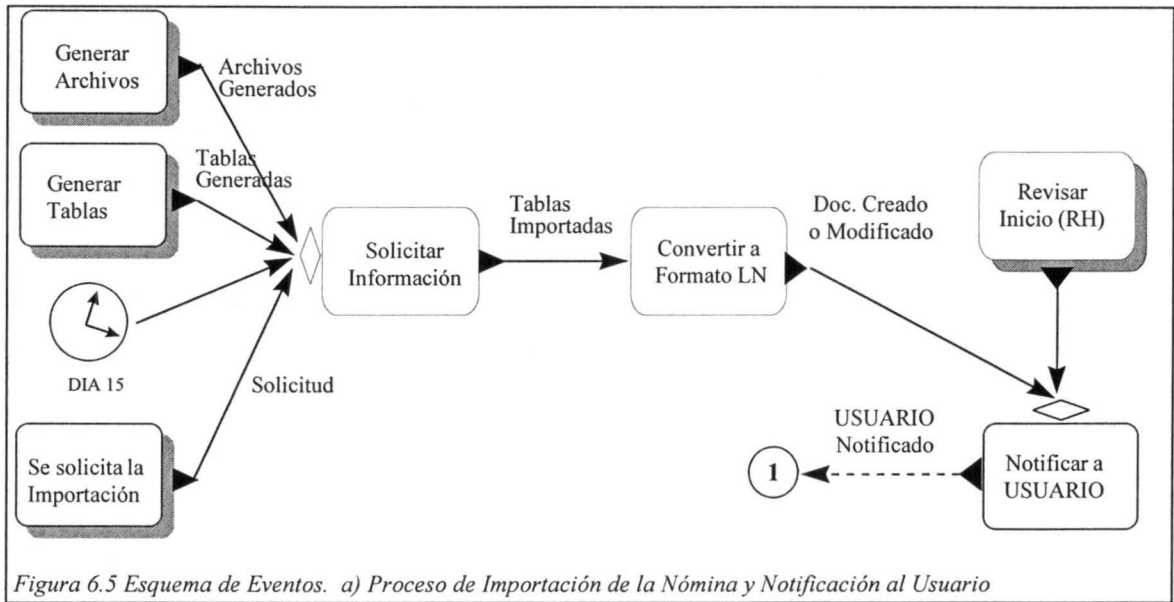 Generar
Archivos
Archivos
Generados
Generar
Tablas
Tablas
Generadas
DIA 15
Solicitud
Se solicita la
Importación
Solicitar
Información
Tablas
Importadas
Convertir a
Formato LN
Doc. Creado
o Modificado
Revisar
Inicio (RH)
USUARIO
Notificado
1
Notificar a
USUARIO
Figura 6.5 Esquema de Eventos. a) Proceso de Importación de la Nómina y Notificación al Usuario